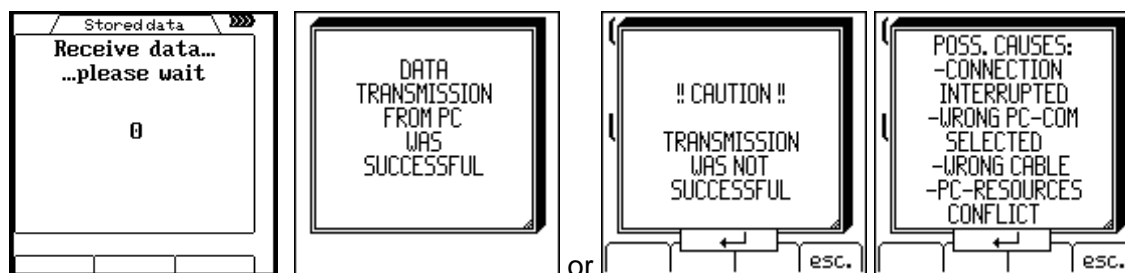 Stored data
Receive data...
...please wait
0
DATA
TRANSMISSION
FROM PC
WAS
SUCCESSFUL
or
!! CAUTION !!
TRANSMISSION
WAS NOT
SUCCESSFUL
esc.
POSS. CAUSES:
-CONNECTION
INTERRUPTED
-WRONG PC-COM
SELECTED
-WRONG CABLE
-PC-RESOURCES
CONFLICT
esc.